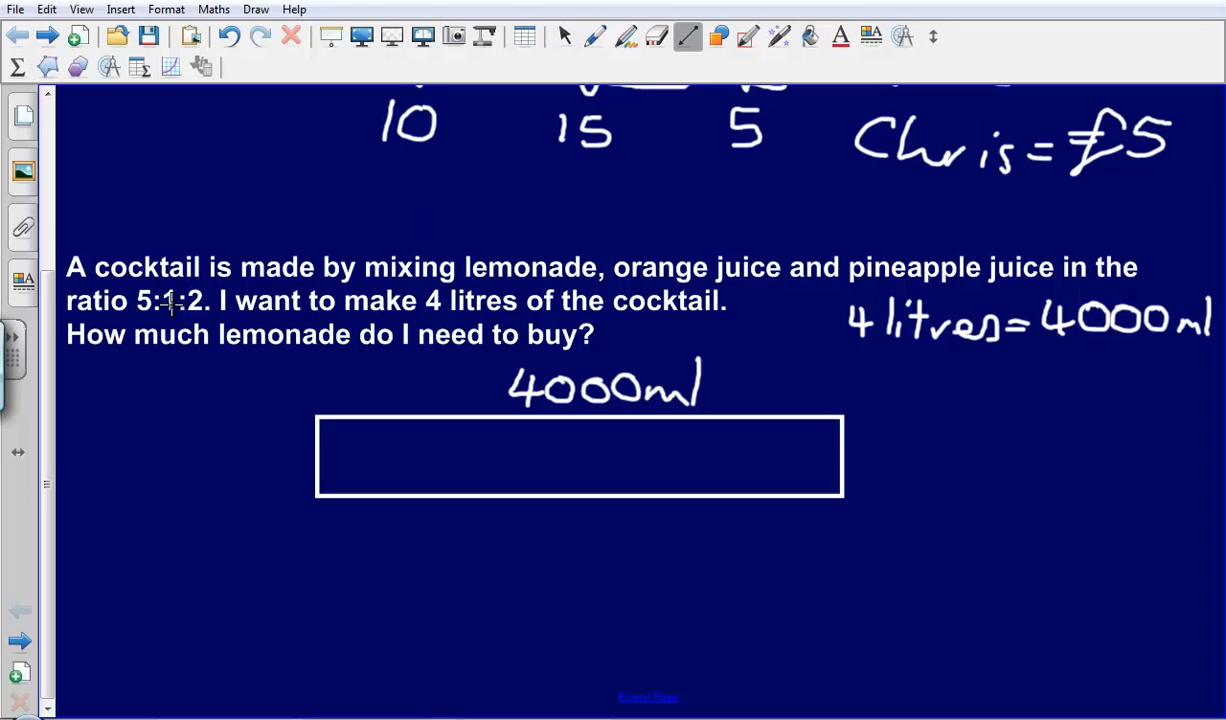 File Edit View Insert Format Maths Draw Help
10 15 5 Chris = £5
A cocktail is made by mixing lemonade, orange juice and pineapple juice in the
ratio 5:1:2. I want to make 4 litres of the cocktail.
4 litres = 4000ml
How much lemonade do I need to buy?
4000ml